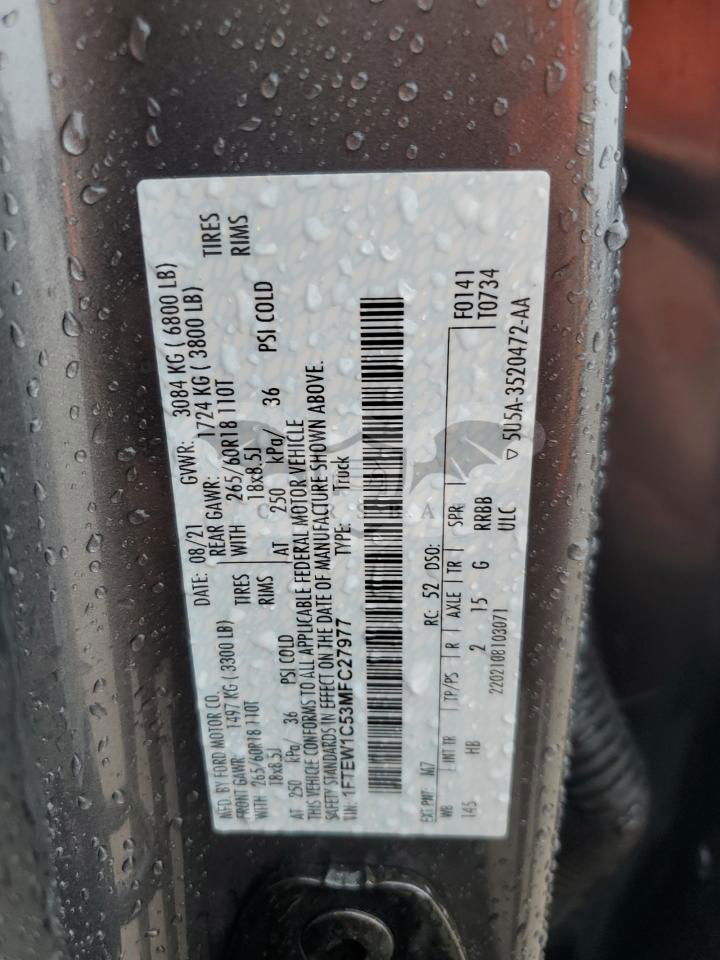 MFD. BY FORD MOTOR CO.
DATE: 08/21 GVWR: 3084 KG ( 6800 LB)
FRONT GAWR: 1497 KG ( 3300 LB) REAR GAWR: 1724 KG ( 3800 LB)
WITH 265/60R18 110T TIRES WITH 265/60R18 110T TIRES
18x8.5J RIMS 18x8.5J RIMS
AT 250 kPa/ 36 PSI COLD AT 250 kPa/ 36 PSI COLD
THIS VEHICLE CONFORMS TO ALL APPLICABLE FEDERAL MOTOR VEHICLE
SAFETY STANDARDS IN EFFECT ON THE DATE OF MANUFACTURE SHOWN ABOVE.
VIN: 1FTEW1C53MFC27977 TYPE: Truck
EXT PNT: M7 RC: 52 DSO: F0141
WB INT TR TP/PS R AXLE TR SPR T0734
145 HB 2 15 G RRBB
2202108103071 ULC 5U5A-3520472-AA